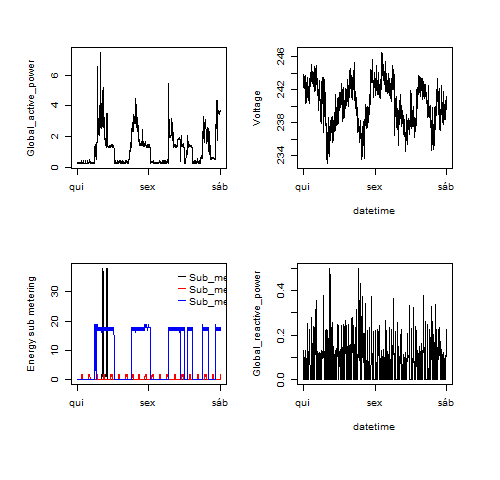 Global_active_power
0 2 4 6
qui sex sáb
Voltage
234 238 242 246
qui sex sáb
datetime
Energy sub metering
0 10 20 30
Sub_me
Sub_me
Sub_me
qui sex sáb
Global_reactive_power
0.0 0.2 0.4
qui sex sáb
datetime